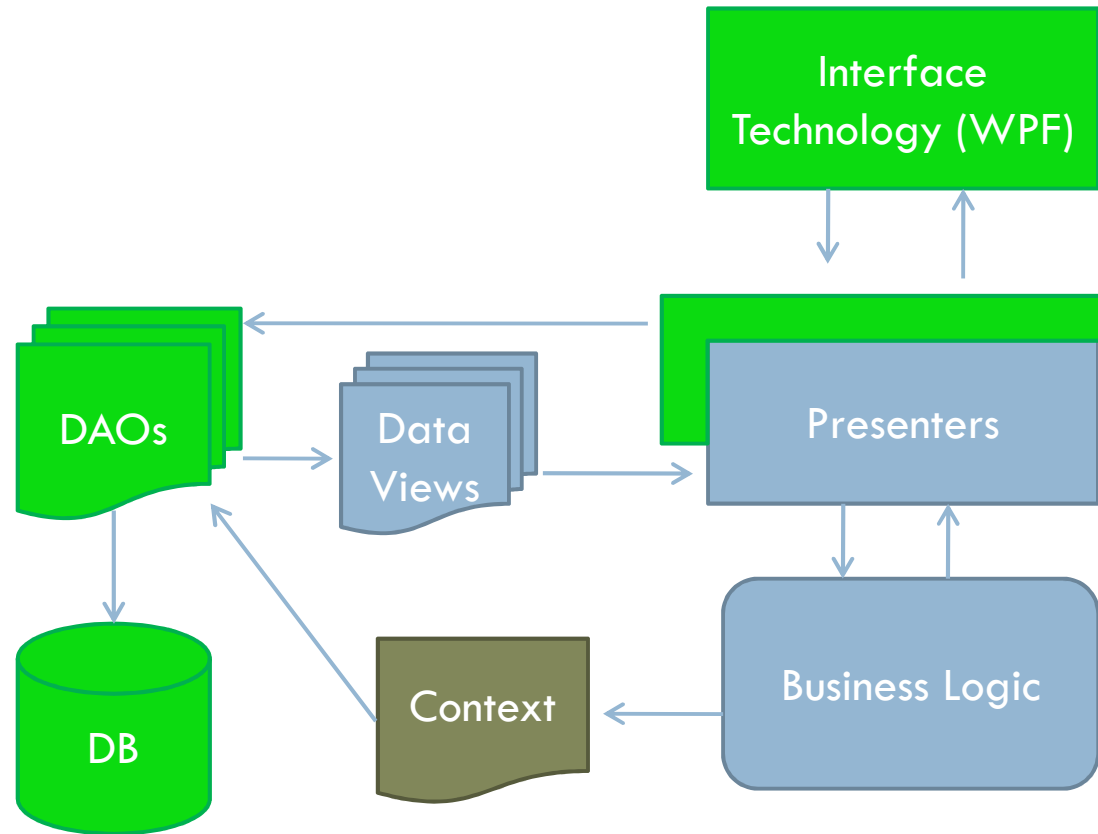 Interface
Technology (WPF)
DAOs
Data
Views
Presenters
DB
Context
Business Logic